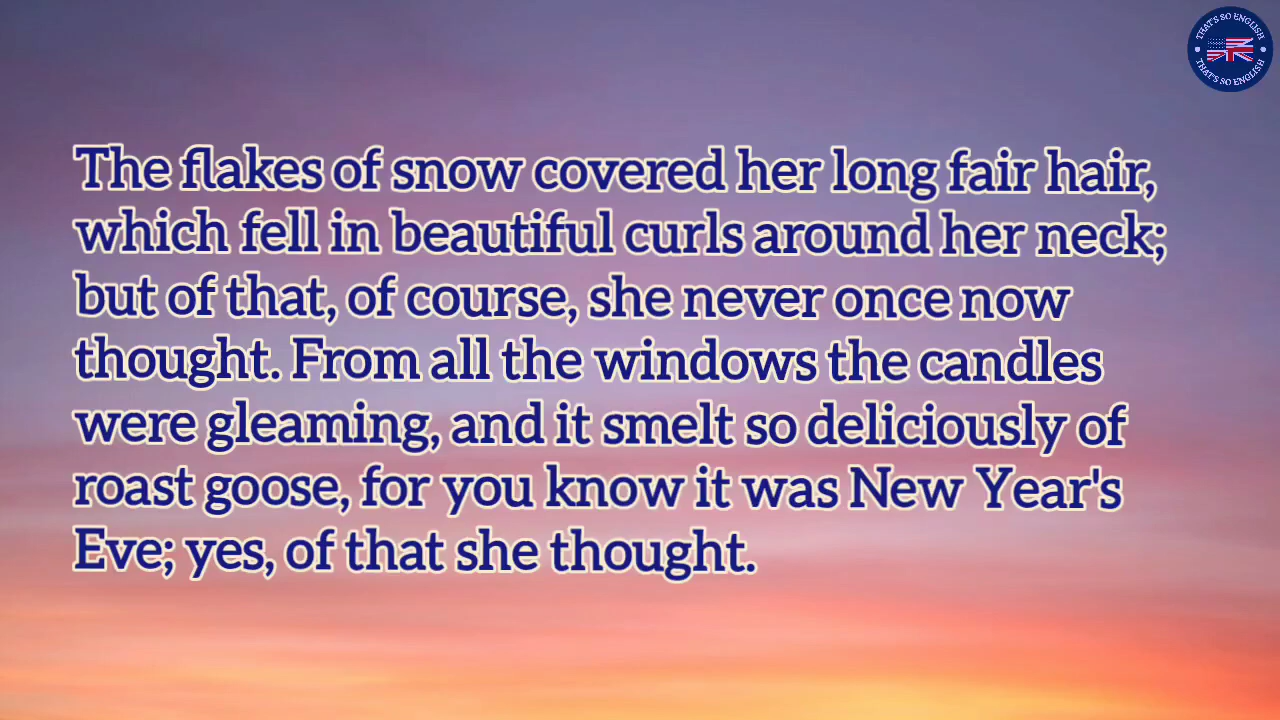 THAT'S SO ENGLISH
THAT'S SO ENGLISH
The flakes of snow covered her long fair hair,
which fell in beautiful curls around her neck;
but of that, of course, she never once now
thought. From all the windows the candles
were gleaming, and it smelt so deliciously of
roast goose, for you know it was New Year's
Eve; yes, of that she thought.